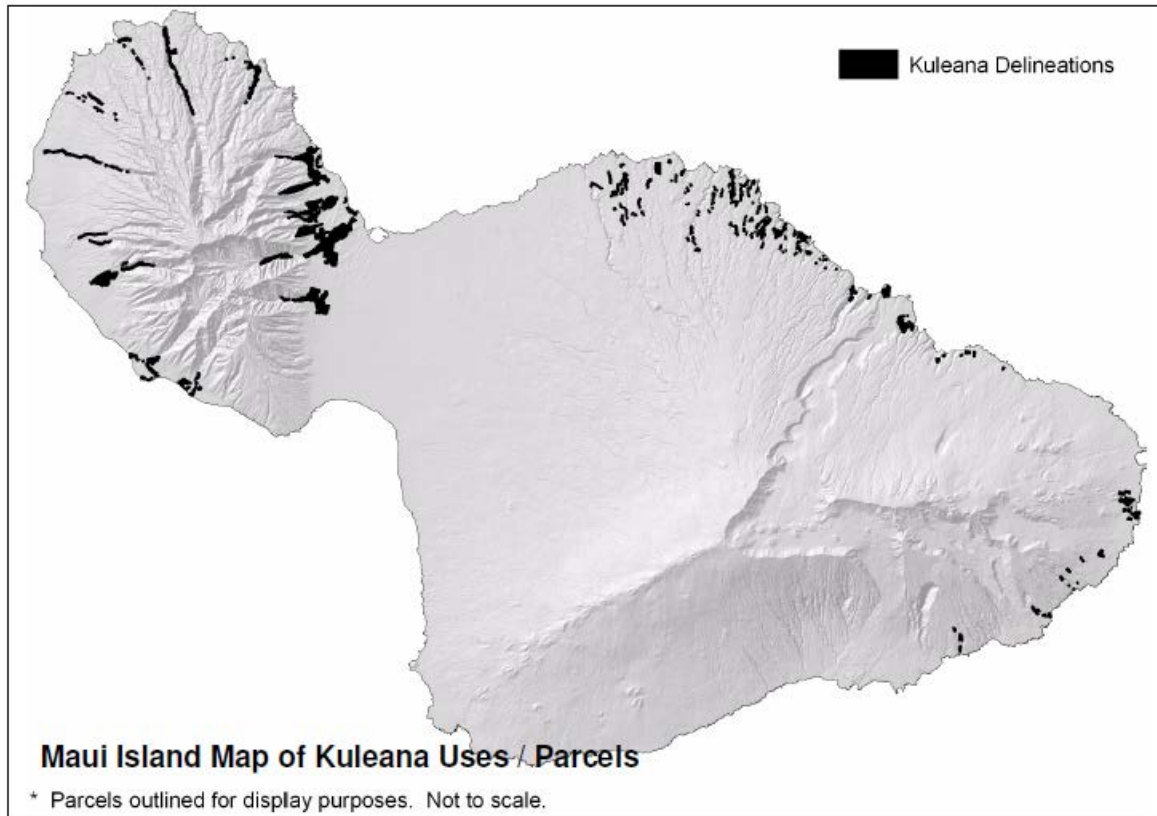 Kuleana Delineations
Maui Island Map of Kuleana Uses / Parcels
* Parcels outlined for display purposes. Not to scale.